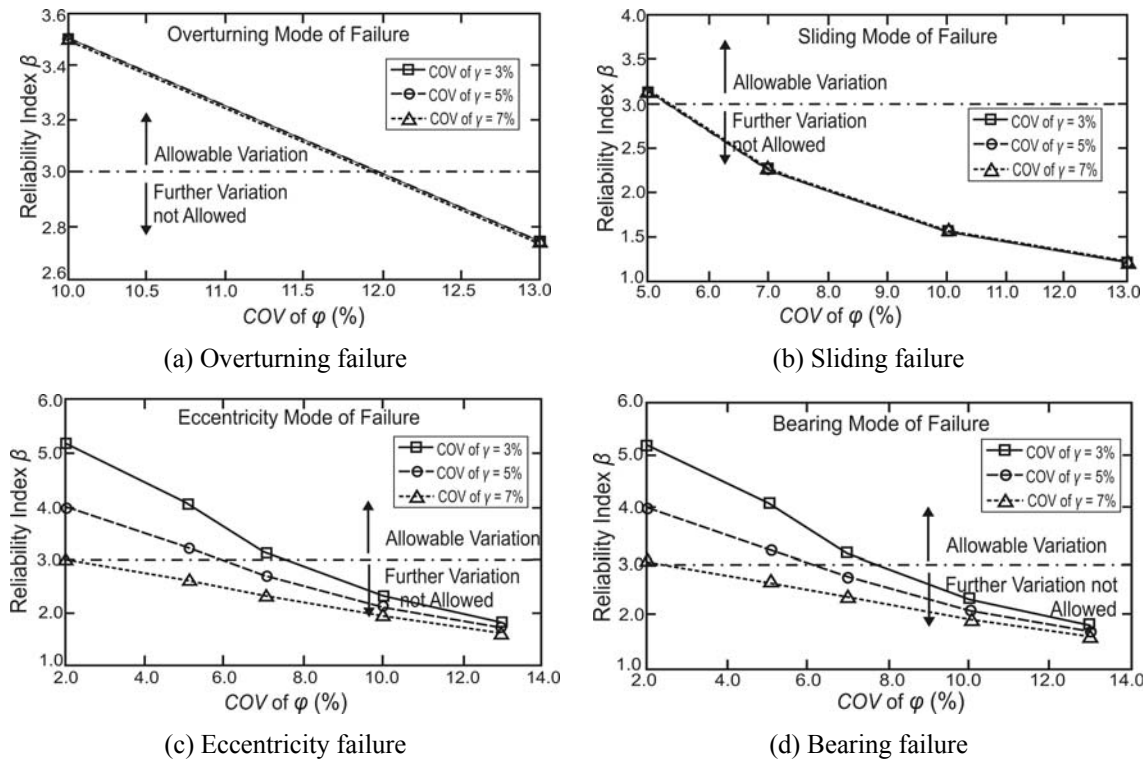 Overturning Mode of Failure
COV of γ = 3%
COV of γ = 5%
COV of γ = 7%
Allowable Variation
Further Variation
not Allowed
Reliability Index β
3.6
3.5
3.2
3.0
2.8
2.6
10.0
10.5
11.0
11.5
12.0
12.5
13.0
COV of φ (%)
(a) Overturning failure
Sliding Mode of Failure
Allowable Variation
Further Variation
not Allowed
COV of γ = 3%
COV of γ = 5%
COV of γ = 7%
Reliability Index β
4.0
3.5
3.0
2.5
2.0
1.5
1.0
5.0
6.0
7.0
8.0
9.0
10.0
11.0
12.0
13.0
COV of φ (%)
(b) Sliding failure
Eccentricity Mode of Failure
COV of γ = 3%
COV of γ = 5%
COV of γ = 7%
Allowable Variation
Further Variation
not Allowed
Reliability Index β
6.0
5.0
4.0
3.0
2.0
1.0
2.0
4.0
6.0
8.0
10.0
12.0
14.0
COV of φ (%)
(c) Eccentricity failure
Bearing Mode of Failure
COV of γ = 3%
COV of γ = 5%
COV of γ = 7%
Allowable Variation
Further Variation not
Allowed
Reliability Index β
6.0
5.0
4.0
3.0
2.0
1.0
2.0
4.0
6.0
8.0
10.0
12.0
14.0
COV of φ (%)
(d) Bearing failure